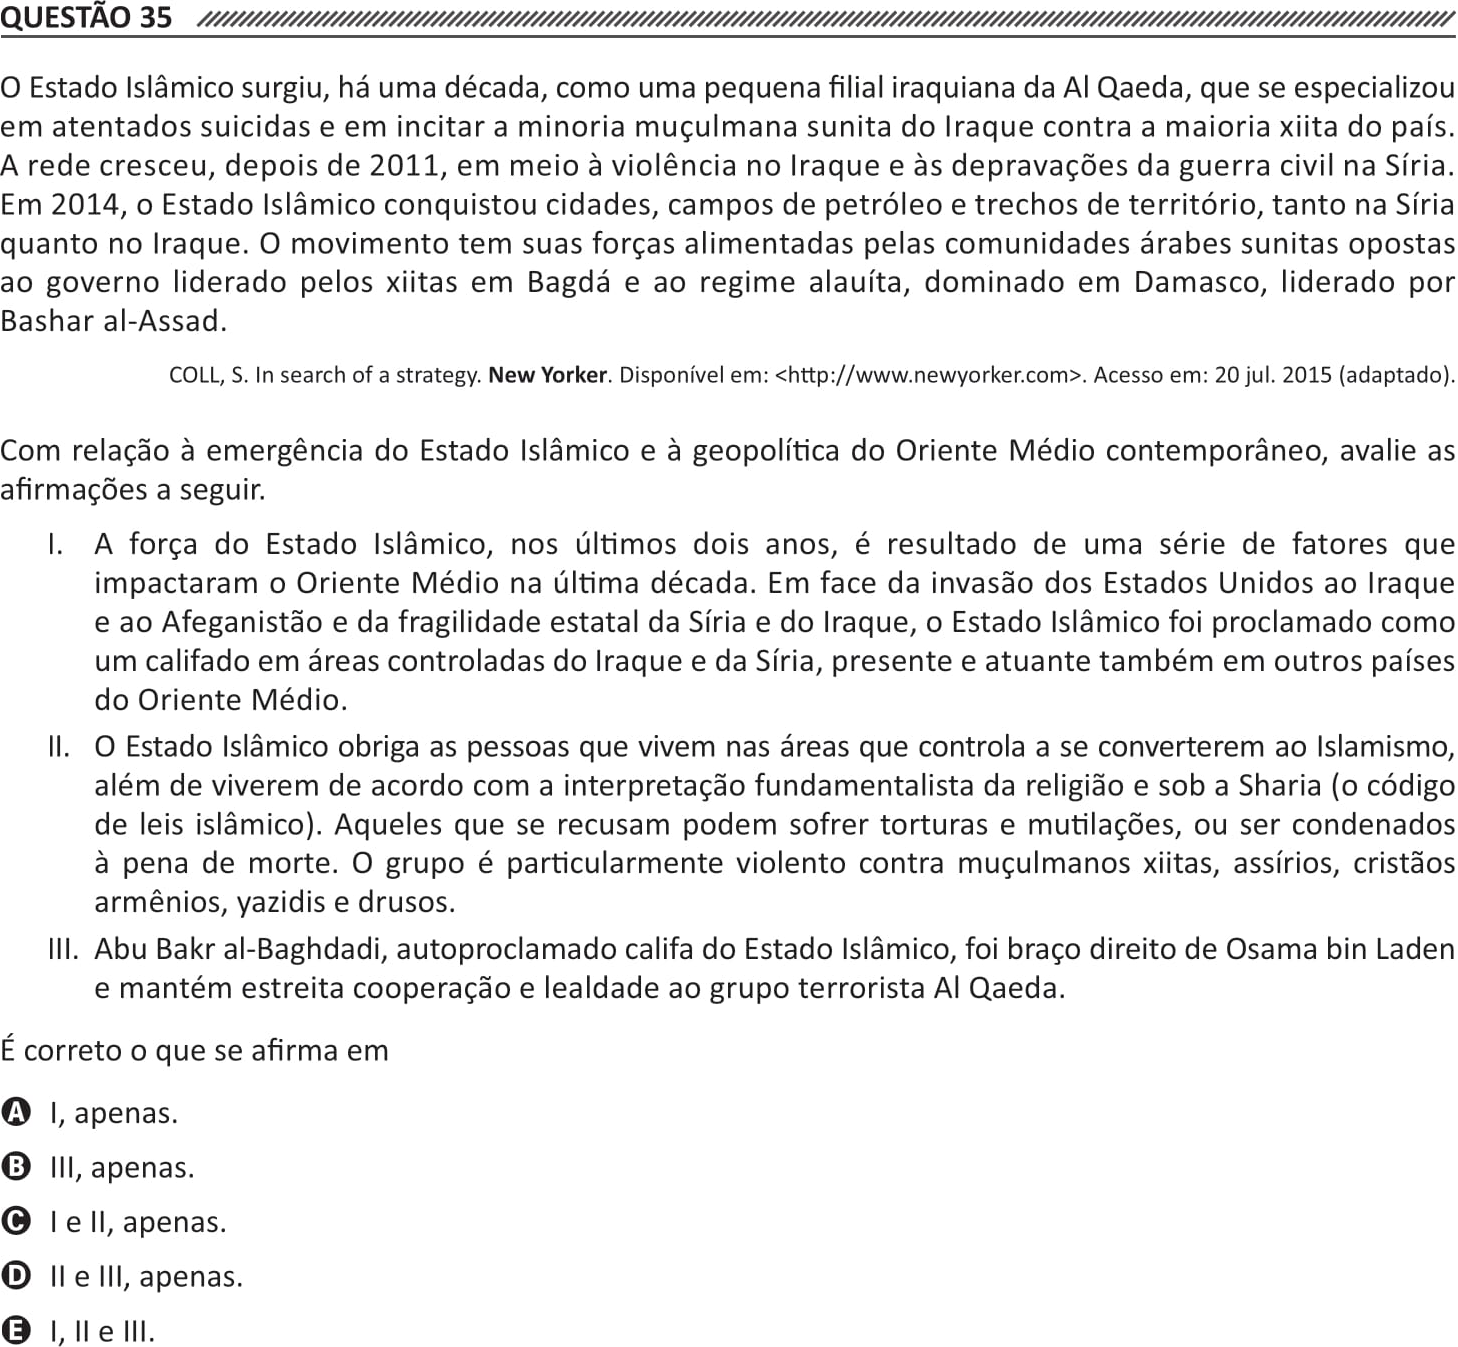 QUESTÃO 35
O Estado Islâmico surgiu, há uma década, como uma pequena filial iraquiana da Al Qaeda, que se especializou
em atentados suicidas e em incitar a minoria muçulmana sunita do Iraque contra a maioria xiita do país.
A rede cresceu, depois de 2011, em meio à violência no Iraque e às depravações da guerra civil na Síria.
Em 2014, o Estado Islâmico conquistou cidades, campos de petróleo e trechos de território, tanto na Síria
quanto no Iraque. O movimento tem suas forças alimentadas pelas comunidades árabes sunitas opostas
ao governo liderado pelos xiitas em Bagdá e ao regime alauíta, dominado em Damasco, liderado por
Bashar al-Assad.
COLL, S. In search of a strategy. New Yorker. Disponível em: <http://www.newyorker.com>. Acesso em: 20 jul. 2015 (adaptado).
Com relação à emergência do Estado Islâmico e à geopolítica do Oriente Médio contemporâneo, avalie as
afirmações a seguir.
I. A força do Estado Islâmico, nos últimos dois anos, é resultado de uma série de fatores que
impactaram o Oriente Médio na última década. Em face da invasão dos Estados Unidos ao Iraque
e ao Afeganistão e da fragilidade estatal da Síria e do Iraque, o Estado Islâmico foi proclamado como
um califado em áreas controladas do Iraque e da Síria, presente e atuante também em outros países
do Oriente Médio.
II. O Estado Islâmico obriga as pessoas que vivem nas áreas que controla a se converterem ao Islamismo,
além de viverem de acordo com a interpretação fundamentalista da religião e sob a Sharia (o código
de leis islâmico). Aqueles que se recusam podem sofrer torturas e mutilações, ou ser condenados
à pena de morte. O grupo é particularmente violento contra muçulmanos xiitas, assírios, cristãos
armênios, yazidis e drusos.
III. Abu Bakr al-Baghdadi, autoproclamado califa do Estado Islâmico, foi braço direito de Osama bin Laden
e mantém estreita cooperação e lealdade ao grupo terrorista Al Qaeda.
É correto o que se afirma em
A I, apenas.
B III, apenas.
C I e II, apenas.
D II e III, apenas.
E I, II e III.